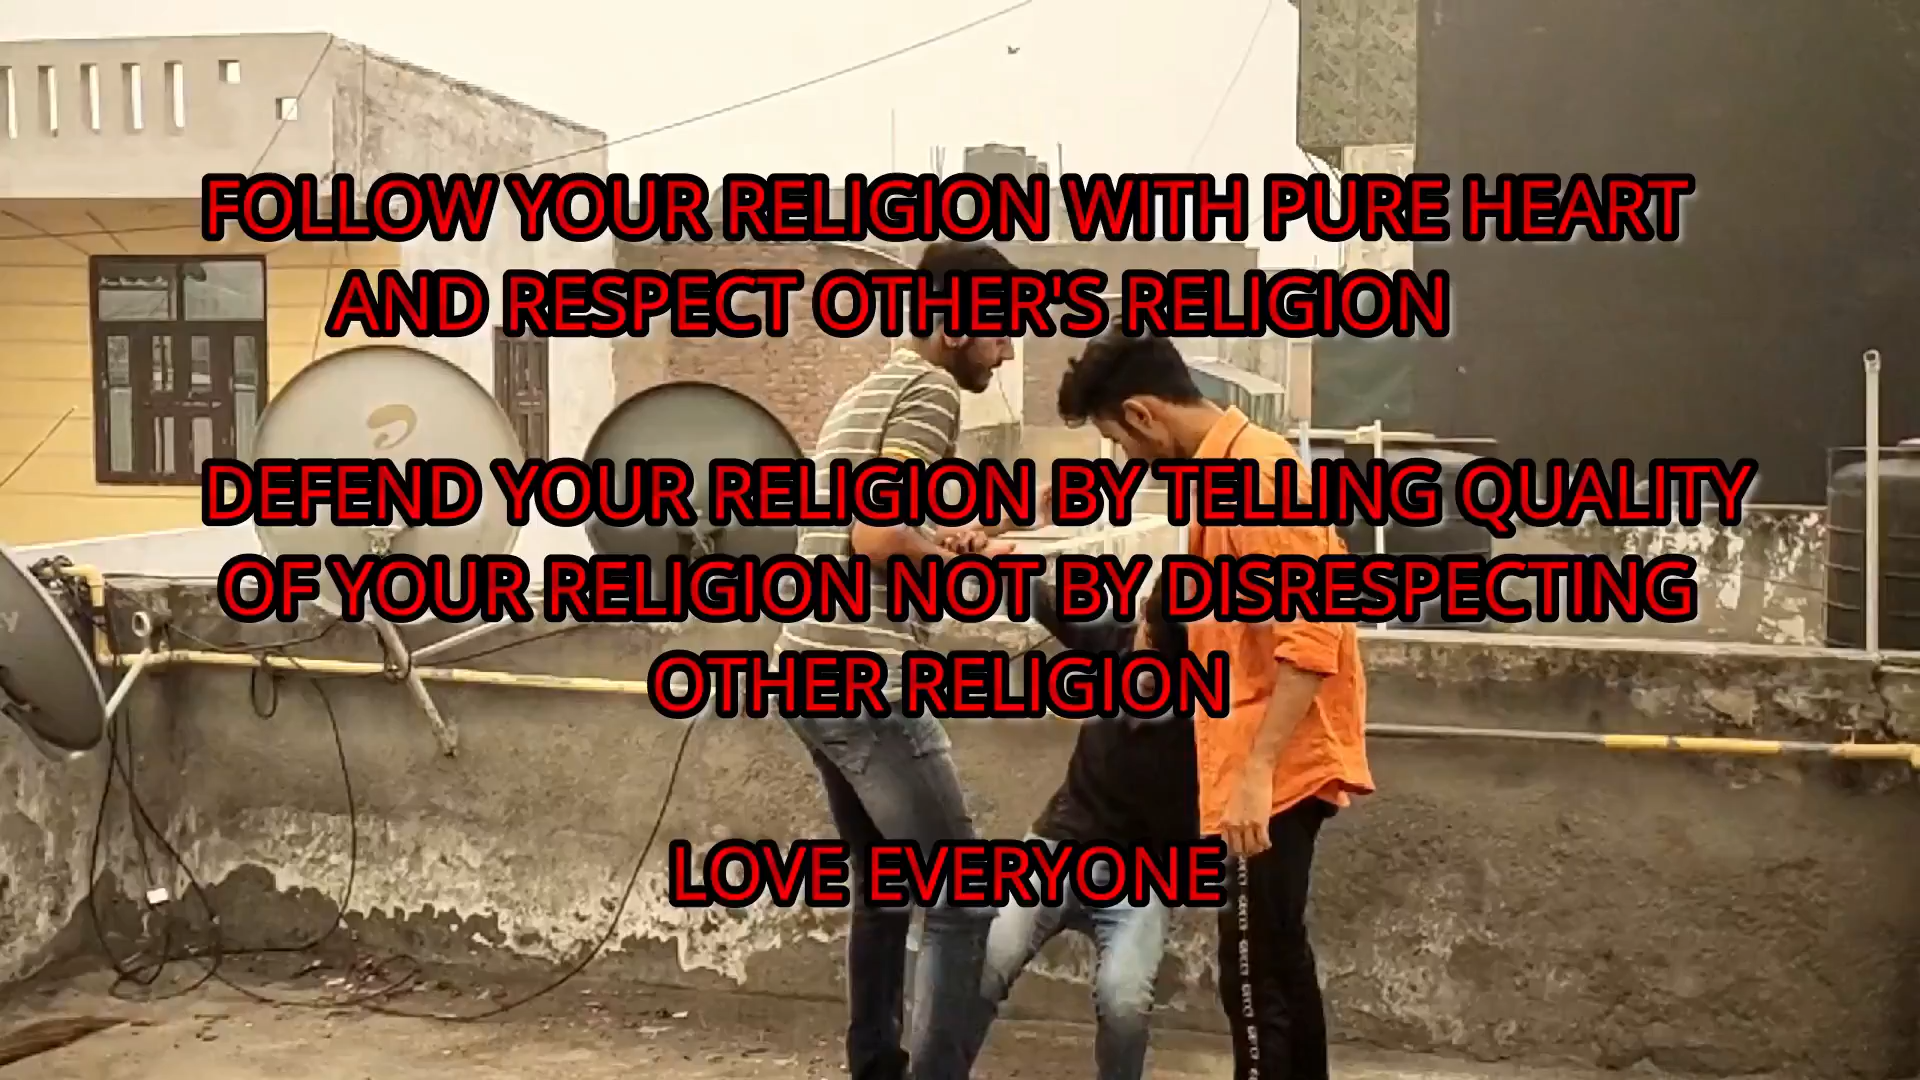 FOLLOW YOUR RELIGION WITH PURE HEART
AND RESPECT OTHER'S RELIGION
DEFEND YOUR RELIGION BY TELLING QUALITY
OF YOUR RELIGION NOT BY DISRESPECTING
OTHER RELIGION
LOVE EVERYONE